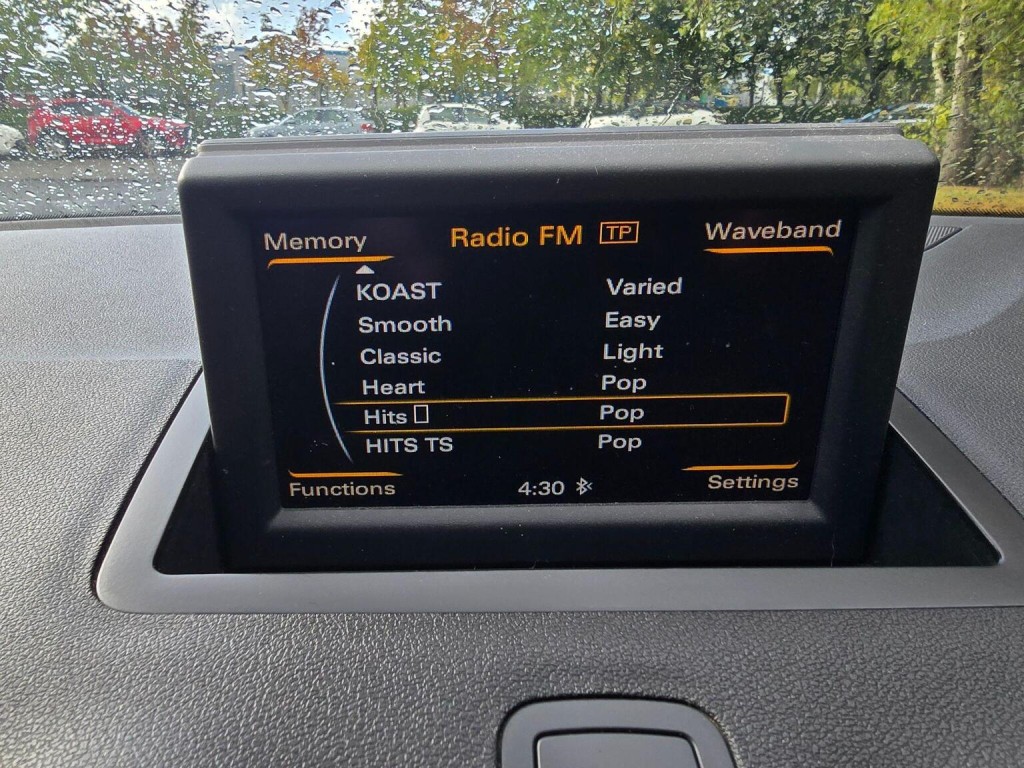 Memory Radio FM TP Waveband
KOAST Varied
Smooth Easy
Classic Light
Heart Pop
Hits Pop
HITS TS Pop
Functions 4:30 Settings